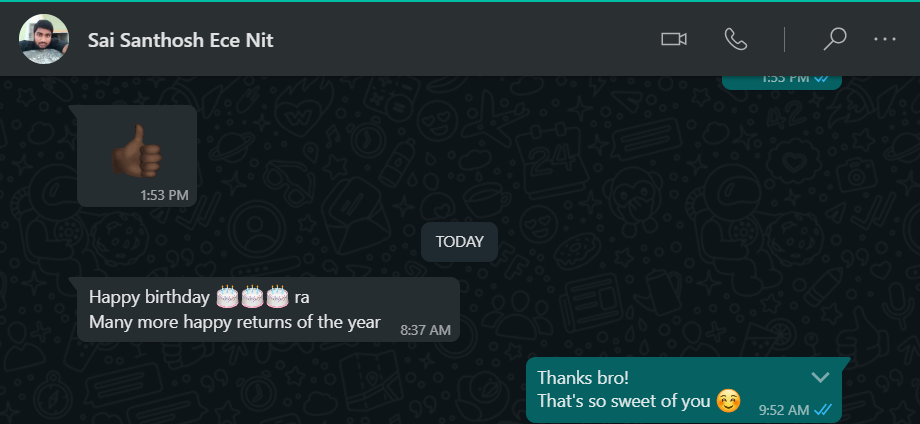 Sai Santhosh Ece Nit
1:53 PM
1:53 PM
TODAY
Happy birthday 🎂🎂🎂 ra
Many more happy returns of the year
8:37 AM
Thanks bro!
That's so sweet of you ☺️
9:52 AM